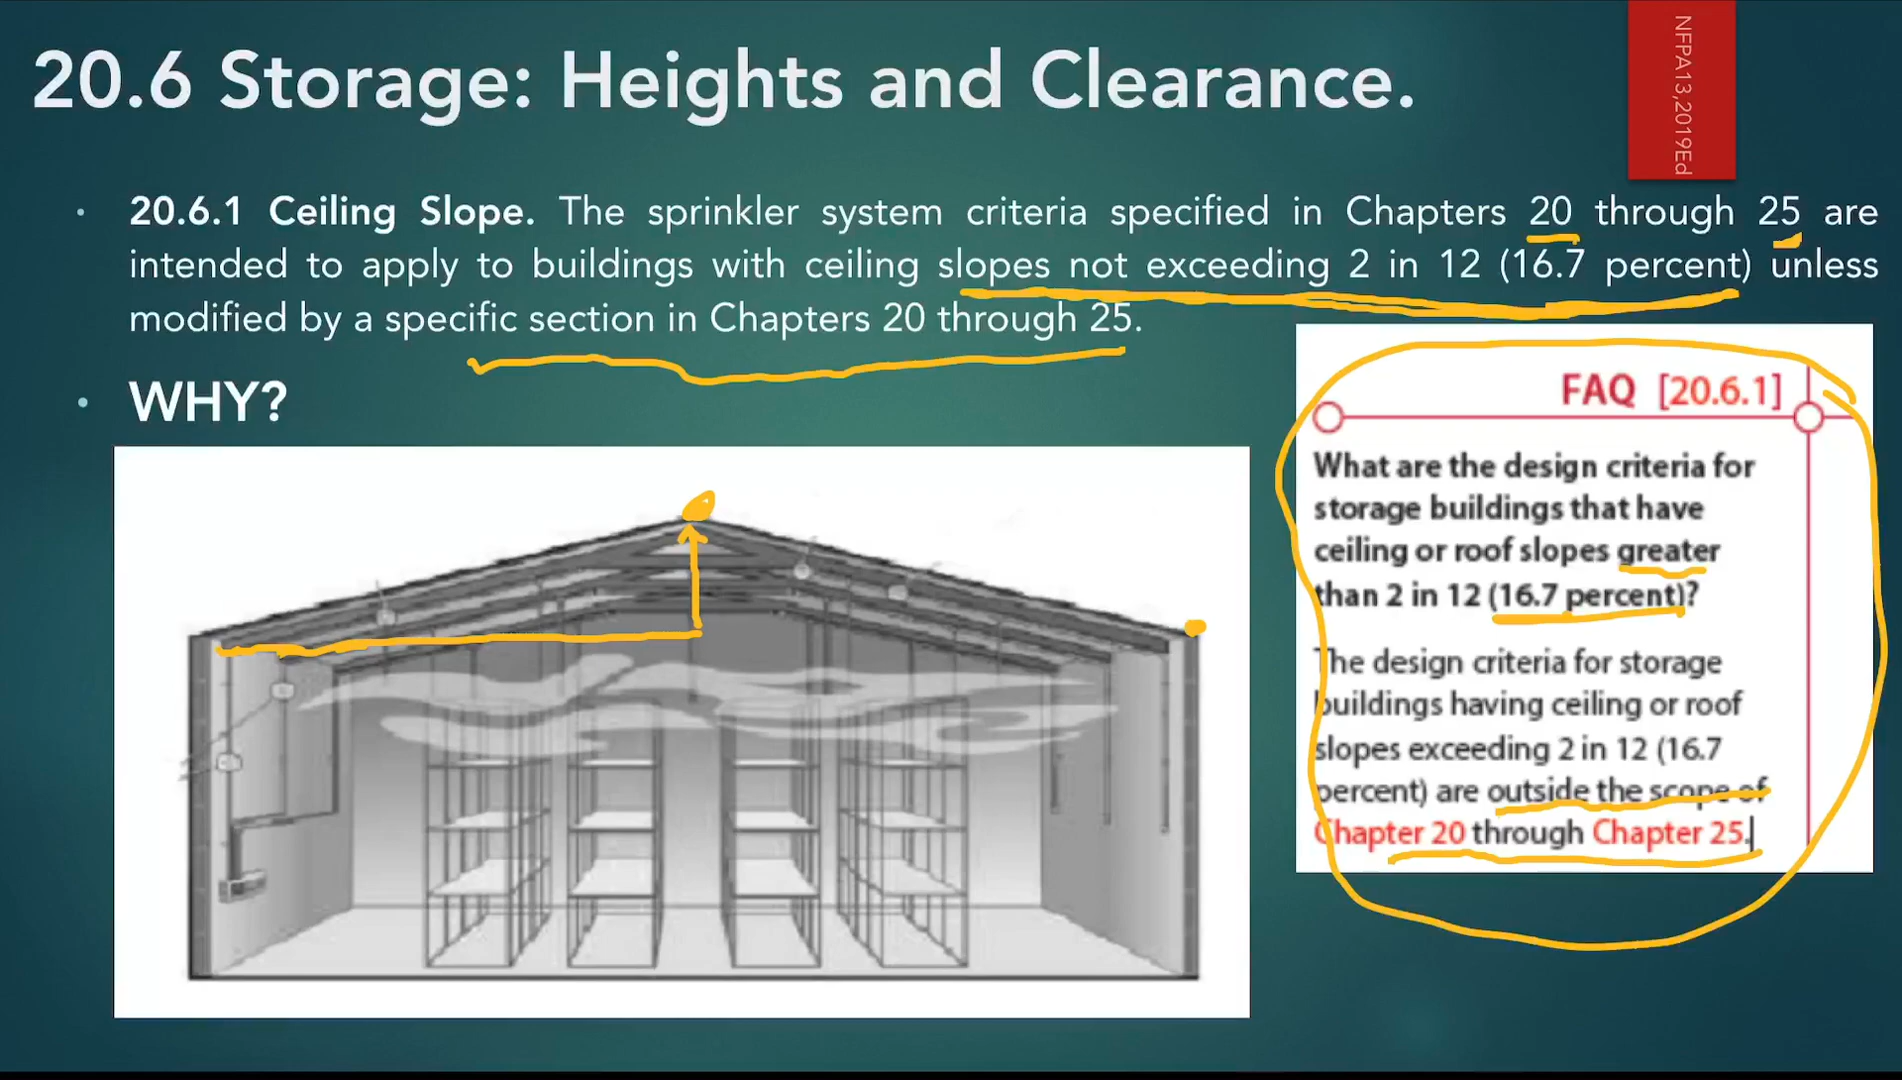 20.6 Storage: Heights and Clearance.
NFPA13,2019Ed
• 20.6.1 Ceiling Slope. The sprinkler system criteria specified in Chapters 20 through 25 are
intended to apply to buildings with ceiling slopes not exceeding 2 in 12 (16.7 percent) unless
modified by a specific section in Chapters 20 through 25.
• WHY?
FAQ [20.6.1]
What are the design criteria for
storage buildings that have
ceiling or roof slopes greater
than 2 in 12 (16.7 percent)?
The design criteria for storage
buildings having ceiling or roof
slopes exceeding 2 in 12 (16.7
percent) are outside the scope of
Chapter 20 through Chapter 25.